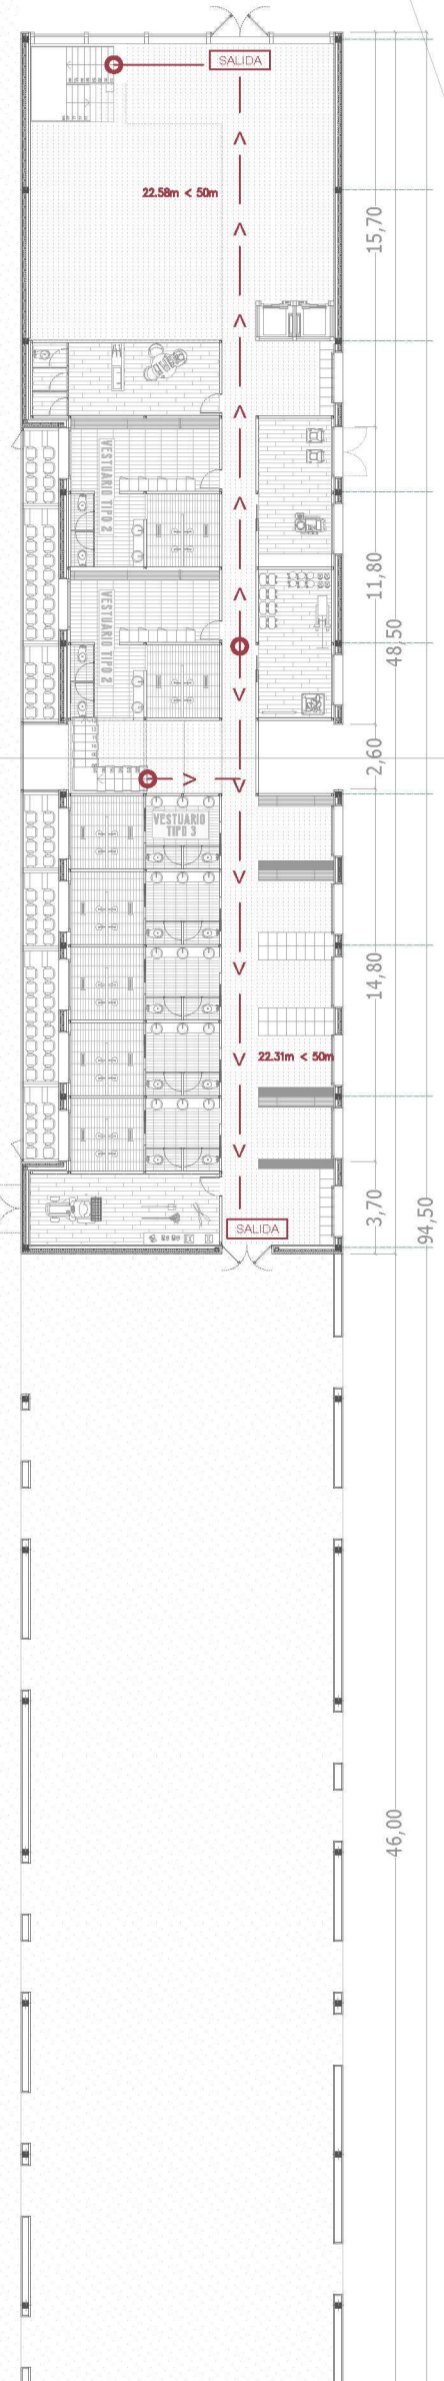 SALIDA
22.58m < 50m
15,70
VESTUARIO TIPO 2
11,80
VESTUARIO TIPO 2
48,50
2,60
VESTUARIO
TIPO 3
14,80
22.31m < 50m
3,70
94,50
SALIDA
46,00